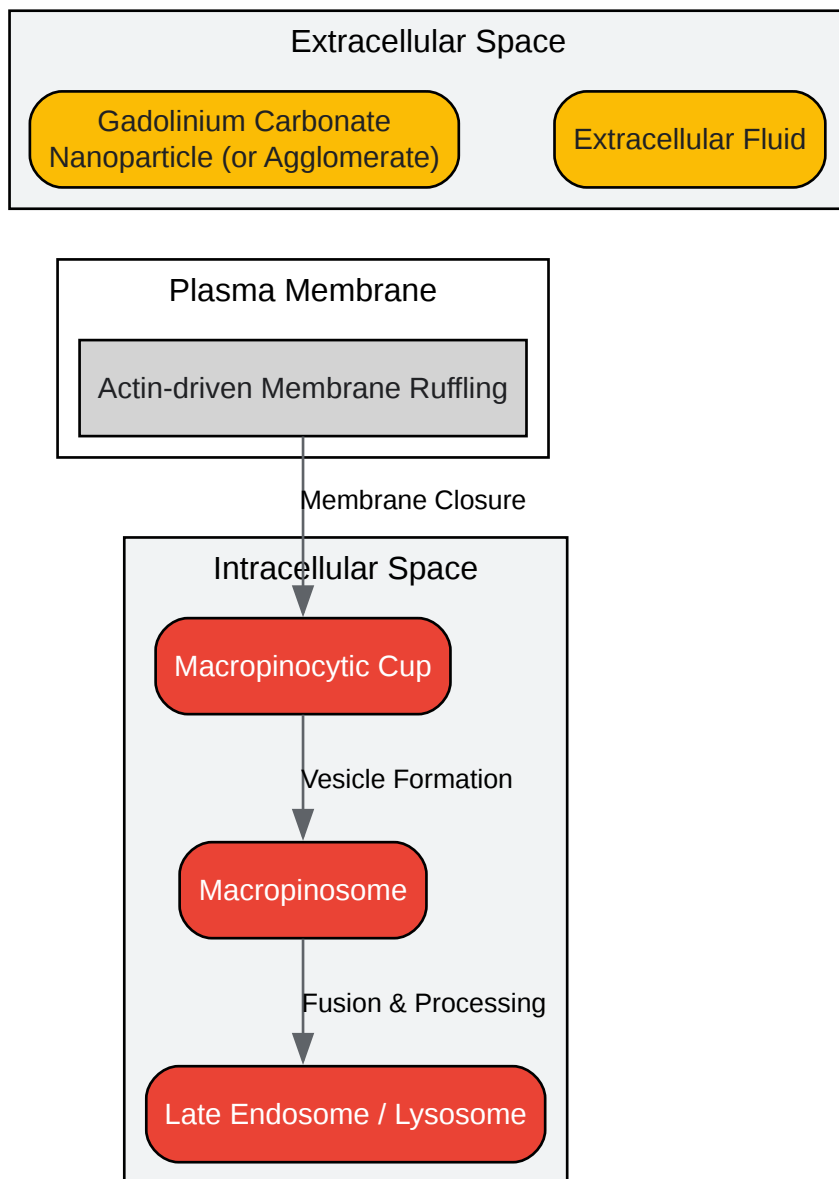 Extracellular Space
Gadolinium Carbonate
Nanoparticle (or Agglomerate)
Extracellular Fluid
Plasma Membrane
Actin-driven Membrane Ruffling
Membrane Closure
Intracellular Space
Macropinocytic Cup
Vesicle Formation
Macropinosome
Fusion & Processing
Late Endosome / Lysosome